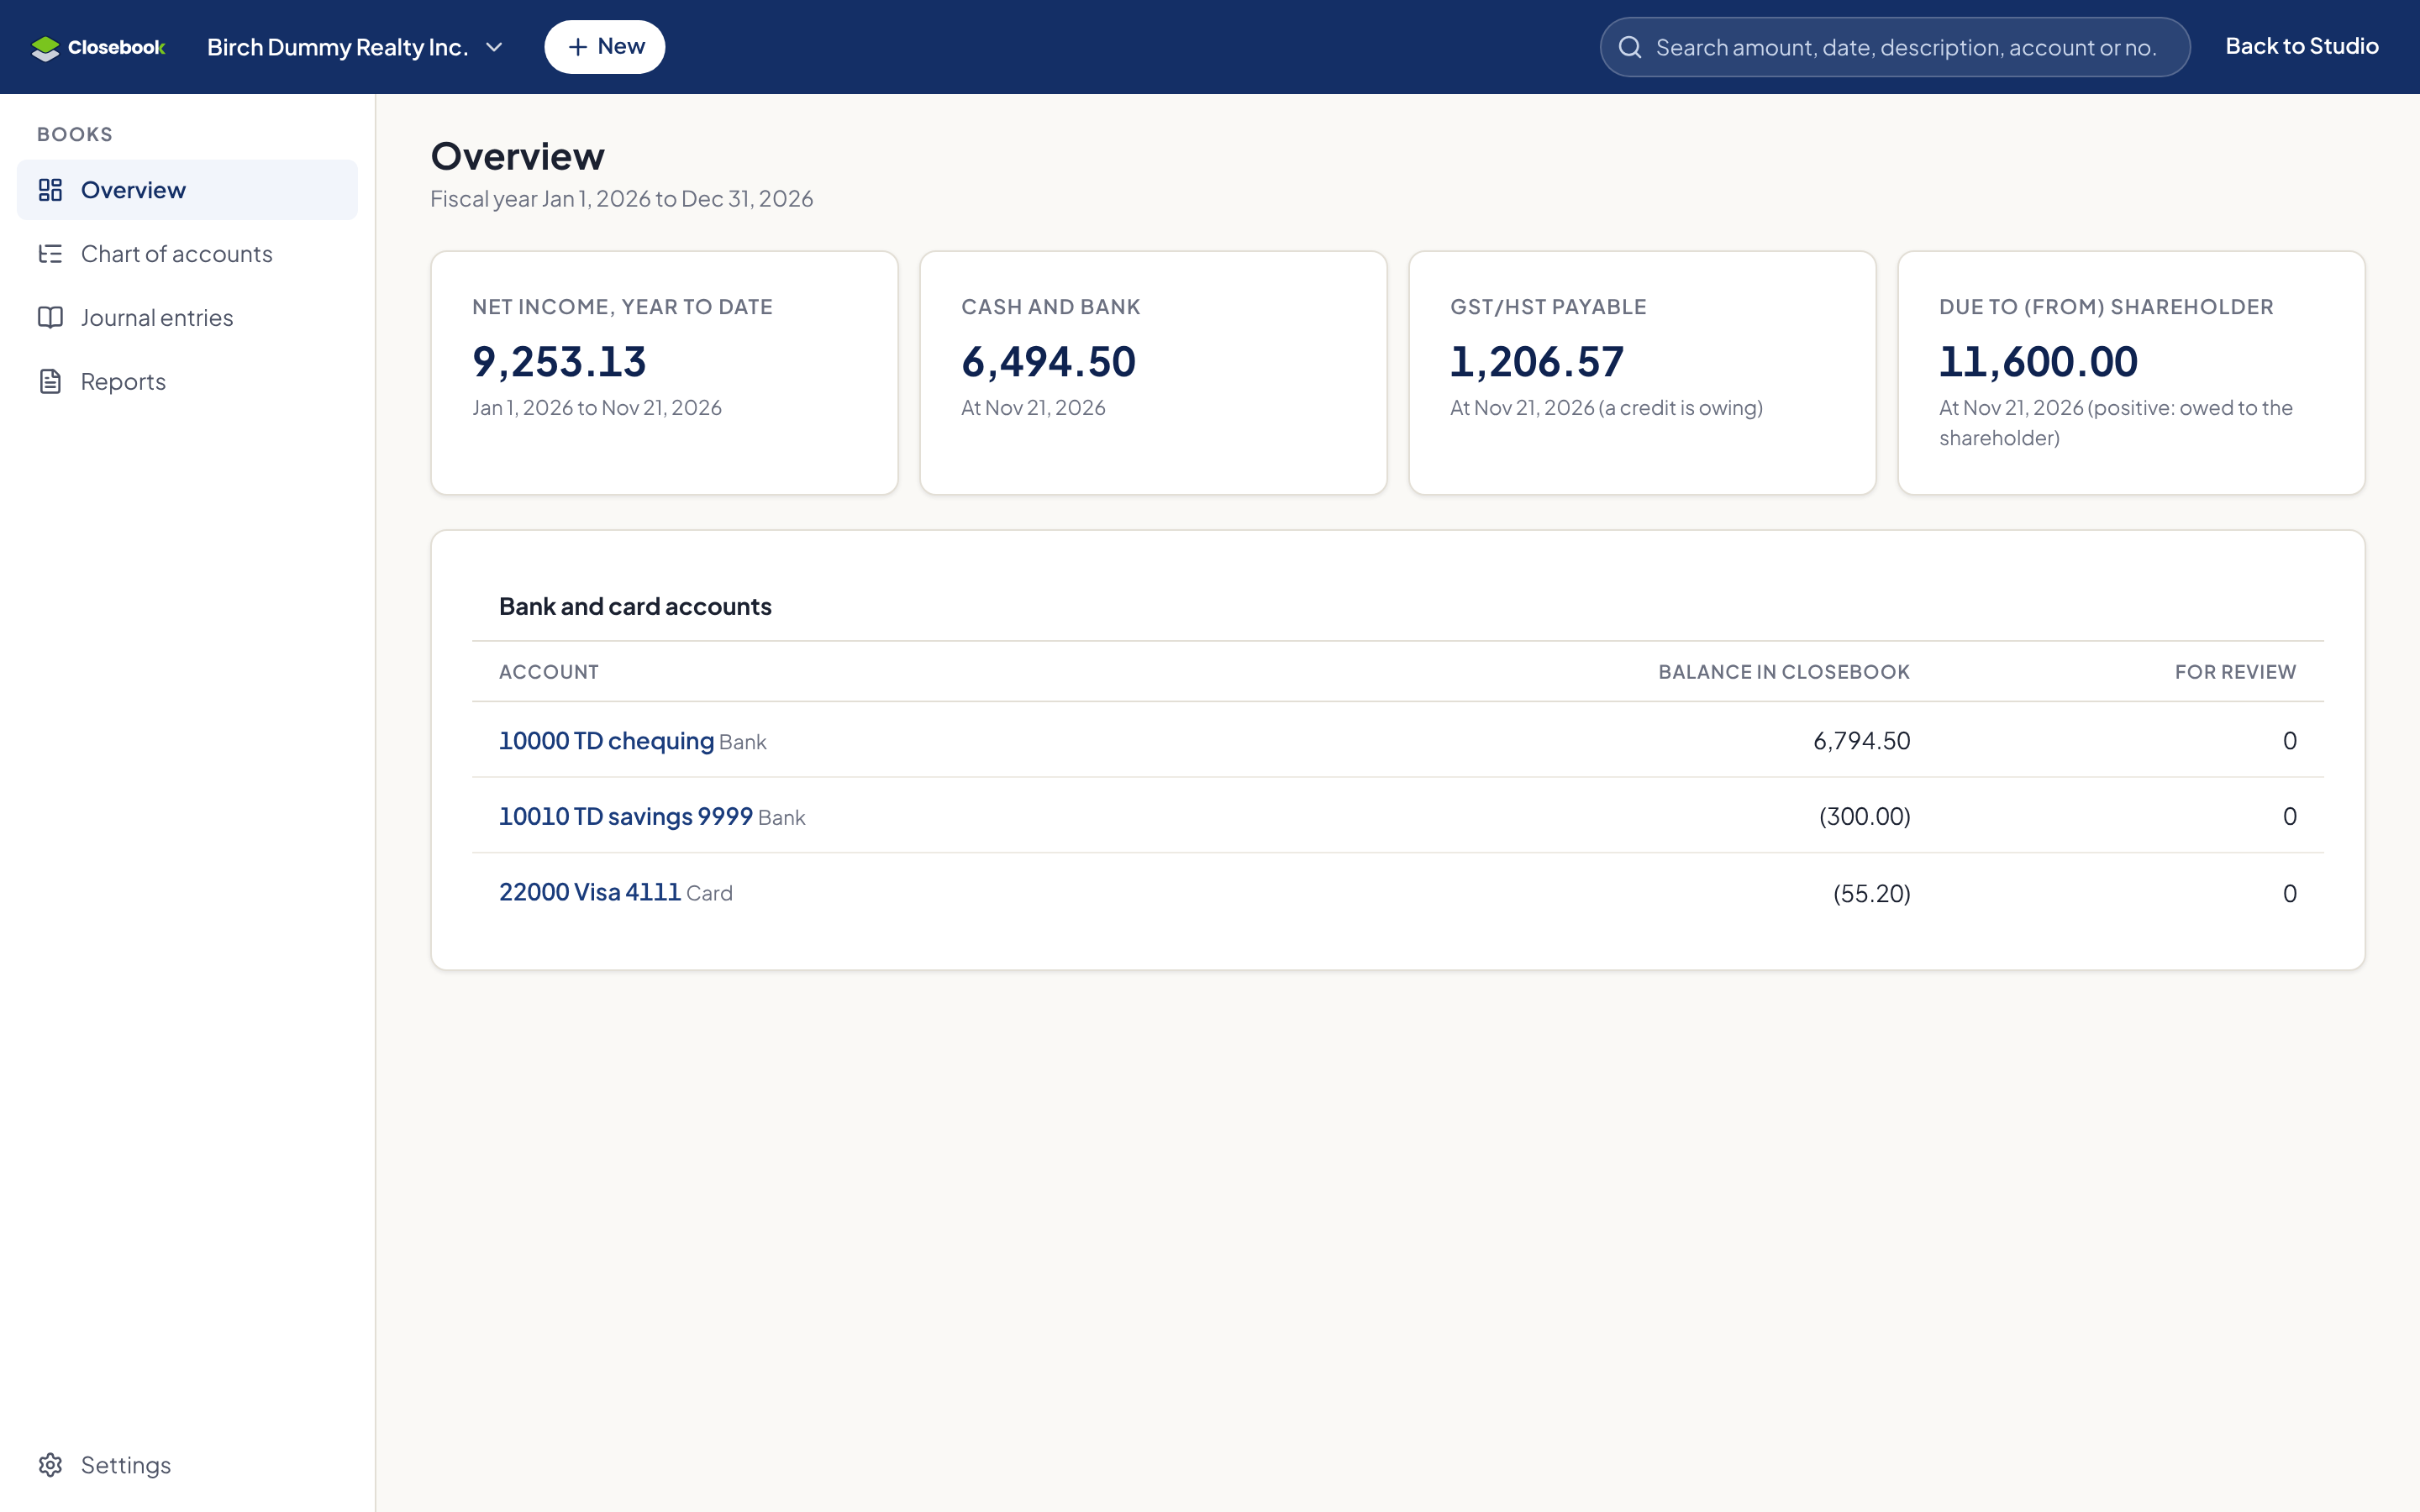 Closebook
Birch Dummy Realty Inc.
New
Search amount, date, description, account or no.
Back to Studio
BOOKS
Overview
Chart of accounts
Journal entries
Reports
Settings
Overview
Fiscal year Jan 1, 2026 to Dec 31, 2026
NET INCOME, YEAR TO DATE
9,253.13
Jan 1, 2026 to Nov 21, 2026
CASH AND BANK
6,494.50
At Nov 21, 2026
GST/HST PAYABLE
1,206.57
At Nov 21, 2026 (a credit is owing)
DUE TO (FROM) SHAREHOLDER
11,600.00
At Nov 21, 2026 (positive: owed to the
shareholder)
Bank and card accounts
ACCOUNT BALANCE IN CLOSEBOOK FOR REVIEW
10000 TD chequing Bank 6,794.50 0
10010 TD savings 9999 Bank (300.00) 0
22000 Visa 4111 Card (55.20) 0